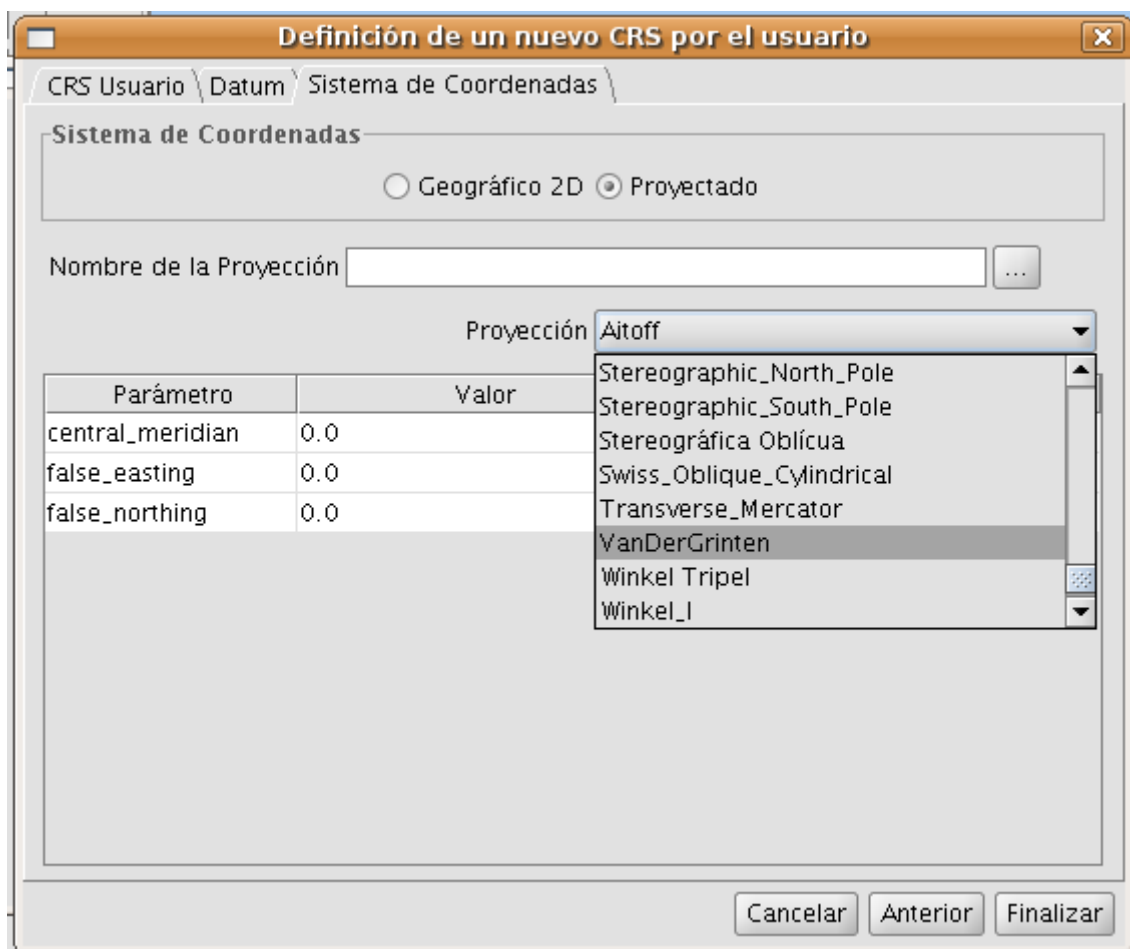 Definición de un nuevo CRS por el usuario
CRS Usuario Datum Sistema de Coordenadas
Sistema de Coordenadas
Geográfico 2D Proyectado
Nombre de la Proyección ...
Proyección Aitoff
Stereographic_North_Pole
Stereographic_South_Pole
Stereográfica Oblícua
Swiss_Oblique_Cylindrical
Transverse_Mercator
VanDerGrinten
Winkel Tripel
Winkel_I
Parámetro Valor
central_meridian 0.0
false_easting 0.0
false_northing 0.0
Cancelar Anterior Finalizar